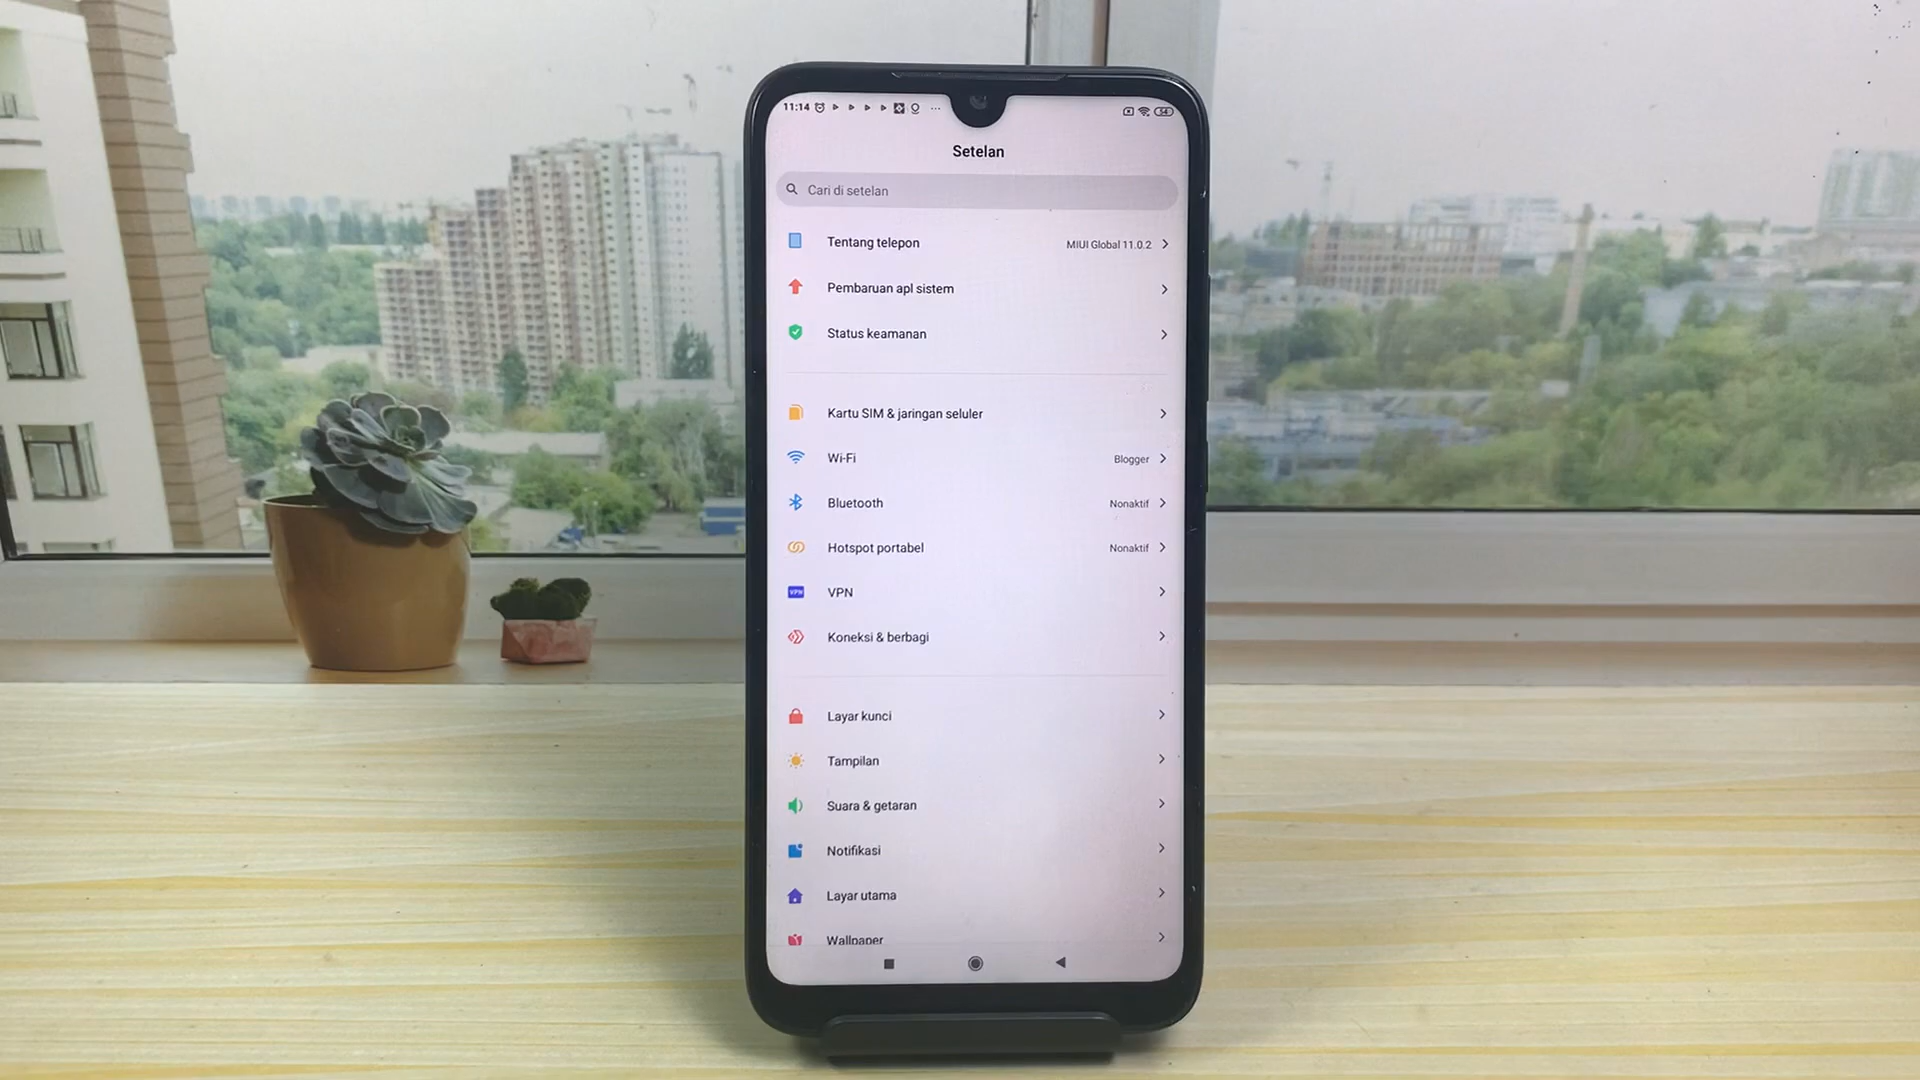 11:14
54
Setelan
Cari di setelan
Tentang telepon MIUI Global 11.0.2
Pembaruan apl sistem
Status keamanan
Kartu SIM & jaringan seluler
Wi-Fi Blogger
Bluetooth Nonaktif
Hotspot portabel Nonaktif
VPN VPN
Koneksi & berbagi
Layar kunci
Tampilan
Suara & getaran
Notifikasi
Layar utama
Wallpaper